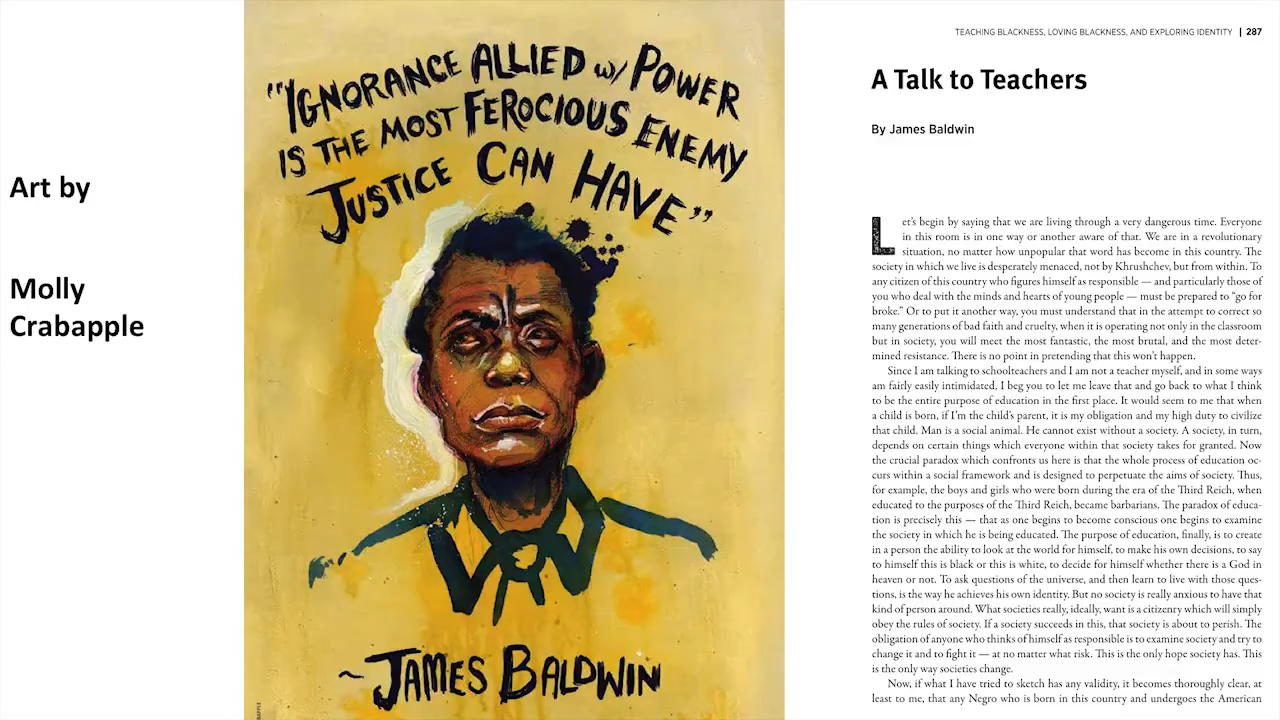 Art by
Molly
Crabapple
"IGNORANCE ALLIED w/ POWER
IS THE MOST FEROCIOUS ENEMY
JUSTICE CAN HAVE"
~JAMES BALDWIN
TEACHING BLACKNESS, LOVING BLACKNESS, AND EXPLORING IDENTITY | 287
A Talk to Teachers
By James Baldwin
Let's begin by saying that we are living through a very dangerous time. Everyone
in this room is in one way or another aware of that. We are in a revolutionary
situation, no matter how unpopular that word has become in this country. The
society in which we live is desperately menaced, not by Khrushchev, but from within. To
any citizen of this country who figures himself as responsible — and particularly those of
you who deal with the minds and hearts of young people — must be prepared to “go for
broke.” Or to put it another way, you must understand that in the attempt to correct so
many generations of bad faith and cruelty, when it is operating not only in the classroom
but in society, you will meet the most fantastic, the most brutal, and the most deter-
mined resistance. There is no point in pretending that this won't happen.
Since I am talking to schoolteachers and I am not a teacher myself, and in some ways
am fairly easily intimidated, I beg you to let me leave that and go back to what I think
to be the entire purpose of education in the first place. It would seem to me that when
a child is born, if I'm the child's parent, it is my obligation and my high duty to civilize
that child. Man is a social animal. He cannot exist without a society. A society, in turn,
depends on certain things which everyone within that society takes for granted. Now
the crucial paradox which confronts us here is that the whole process of education oc-
curs within a social framework and is designed to perpetuate the aims of society. Thus,
for example, the boys and girls who were born during the era of the Third Reich, when
educated to the purposes of the Third Reich, became barbarians. The paradox of educa-
tion is precisely this — that as one begins to become conscious one begins to examine
the society in which he is being educated. The purpose of education, finally, is to create
in a person the ability to look at the world for himself, to make his own decisions, to say
to himself this is black or this is white, to decide for himself whether there is a God in
heaven or not. To ask questions of the universe, and then learn to live with those ques-
tions, is the way he achieves his own identity. But no society is really anxious to have that
kind of person around. What societies really, ideally, want is a citizenry which will simply
obey the rules of society. If a society succeeds in this, that society is about to perish. The
obligation of anyone who thinks of himself as responsible is to examine society and try to
change it and to fight it — at no matter what risk. This is the only hope society has. This
is the only way societies change.
Now, if what I have tried to sketch has any validity, it becomes thoroughly clear, at
least to me, that any Negro who is born in this country and undergoes the American